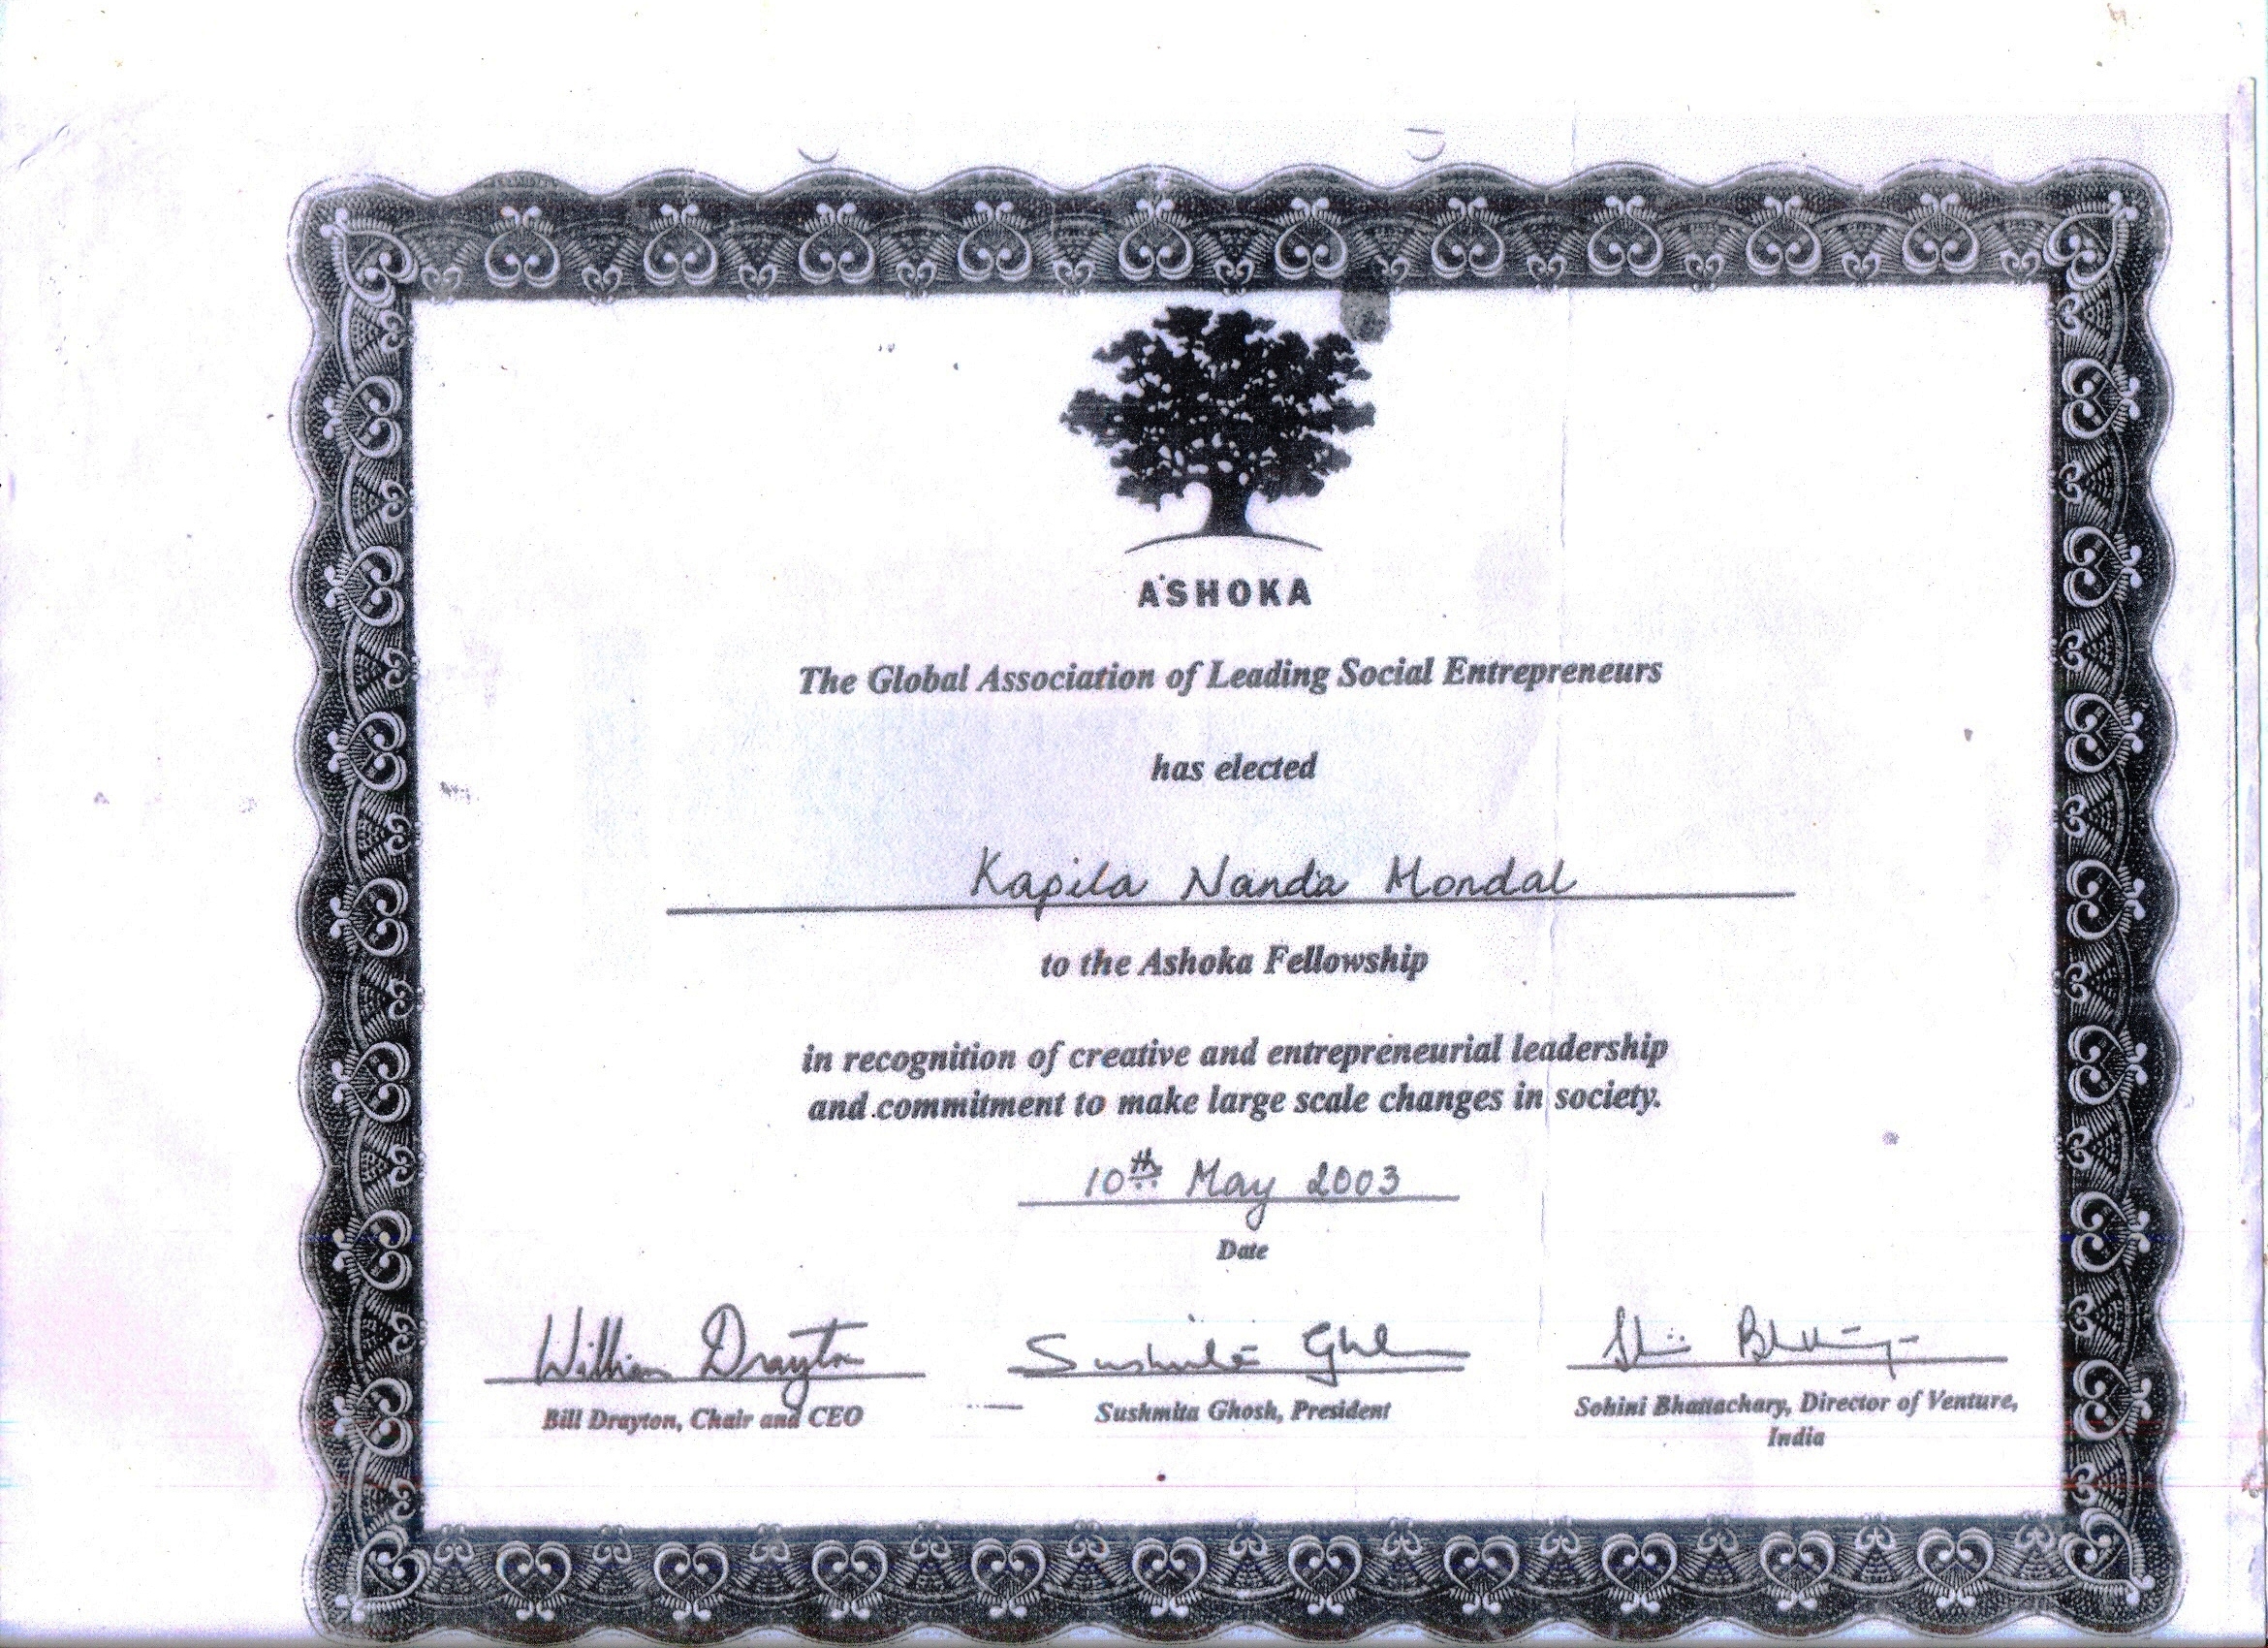 ASHOKA
The Global Association of Leading Social Entrepreneurs
has elected
Kapila Nanda Mondal
to the Ashoka Fellowship
in recognition of creative and entrepreneurial leadership
and commitment to make large scale changes in society.
10th May 2003
Date
William Drayton Sushmita Ghosh
Bill Drayton, Chair and CEO Sushmita Ghosh, President Sohini Bhattachary, Director of Venture,
India